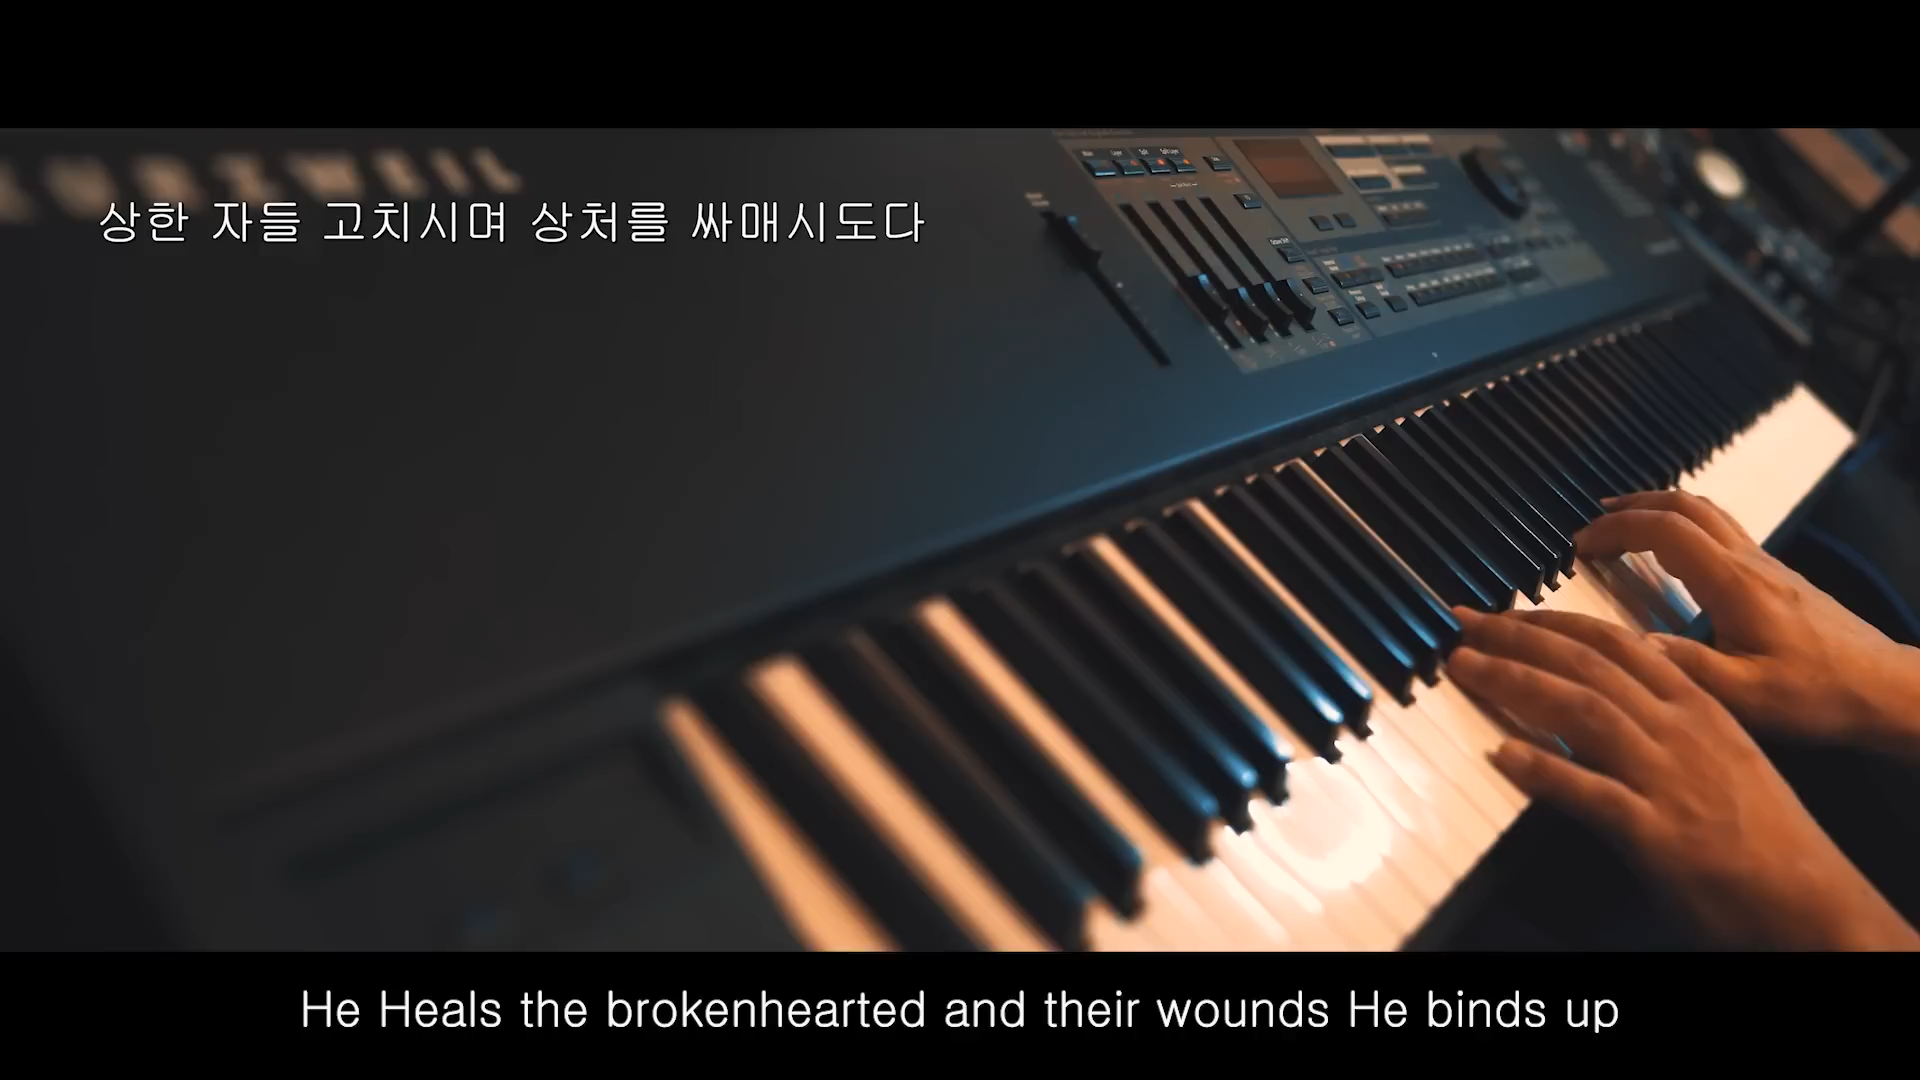 상한 자들 고치시며 상처를 싸매시도다
He Heals the brokenhearted and their wounds He binds up